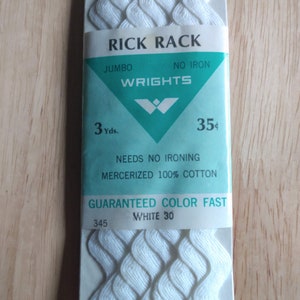 RICK RACK
JUMBO NO IRON
WRIGHTS
3 Yds. 35¢
NEEDS NO IRONING
MERCERIZED 100% COTTON
GUARANTEED COLOR FAST
345 WHITE 30